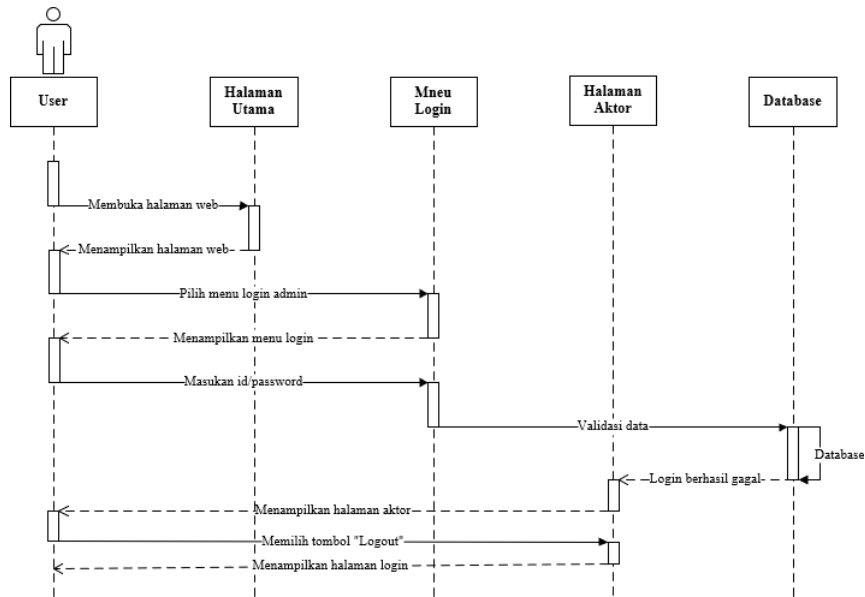 User
Halaman
Utama
Mneu
Login
Halaman
Aktor
Database
Membuka halaman web
Menampilkan halaman web
Pilih menu login admin
Menampilkan menu login
Masukan id/password
Validasi data
Database
Login berhasil gagal
Menampilkan halaman aktor
Memilih tombol "Logout"
Menampilkan halaman login